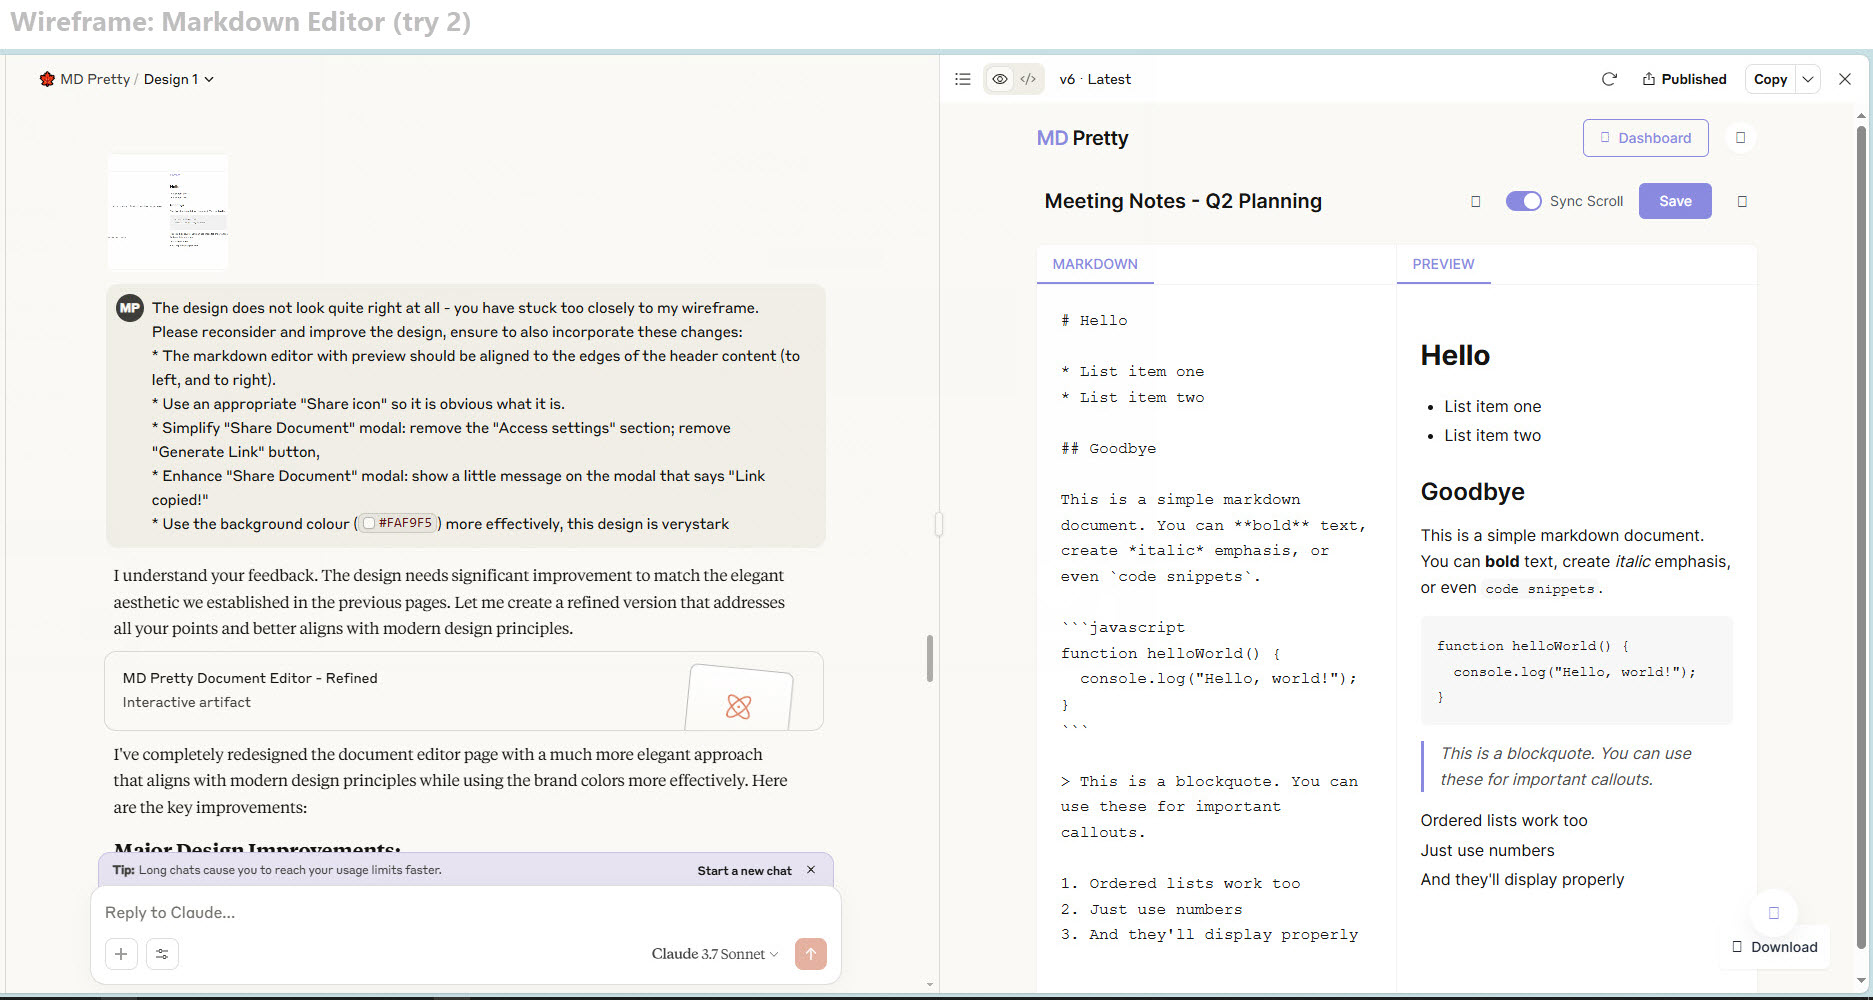 Wireframe: Markdown Editor (try 2)
MD Pretty / Design 1
MP
The design does not look quite right at all - you have stuck too closely to my wireframe.
Please reconsider and improve the design, ensure to also incorporate these changes:
* The markdown editor with preview should be aligned to the edges of the header content (to
left, and to right).
* Use an appropriate "Share icon" so it is obvious what it is.
* Simplify "Share Document" modal: remove the "Access settings" section; remove
"Generate Link" button,
* Enhance "Share Document" modal: show a little message on the modal that says "Link
copied!"
* Use the background colour (#FAF9F5) more effectively, this design is verystark
I understand your feedback. The design needs significant improvement to match the elegant
aesthetic we established in the previous pages. Let me create a refined version that addresses
all your points and better aligns with modern design principles.
MD Pretty Document Editor - Refined
Interactive artifact
I've completely redesigned the document editor page with a much more elegant approach
that aligns with modern design principles while using the brand colors more effectively. Here
are the key improvements:
Major Design Improvements:
Tip: Long chats cause you to reach your usage limits faster.
Start a new chat
Reply to Claude...
Claude 3.7 Sonnet
v6 · Latest
Published
Copy
MD Pretty
Dashboard
Meeting Notes - Q2 Planning
Sync Scroll
Save
MARKDOWN
# Hello
* List item one
* List item two
## Goodbye
This is a simple markdown
document. You can **bold** text,
create *italic* emphasis, or
even `code snippets`.
```javascript
function helloWorld() {
  console.log("Hello, world!");
}
```
> This is a blockquote. You can
use these for important
callouts.
1. Ordered lists work too
2. Just use numbers
3. And they'll display properly
PREVIEW
Hello
• List item one
• List item two
Goodbye
This is a simple markdown document.
You can bold text, create italic emphasis,
or even code snippets.
function helloWorld() {
  console.log("Hello, world!");
}
This is a blockquote. You can use
these for important callouts.
Ordered lists work too
Just use numbers
And they'll display properly
Download